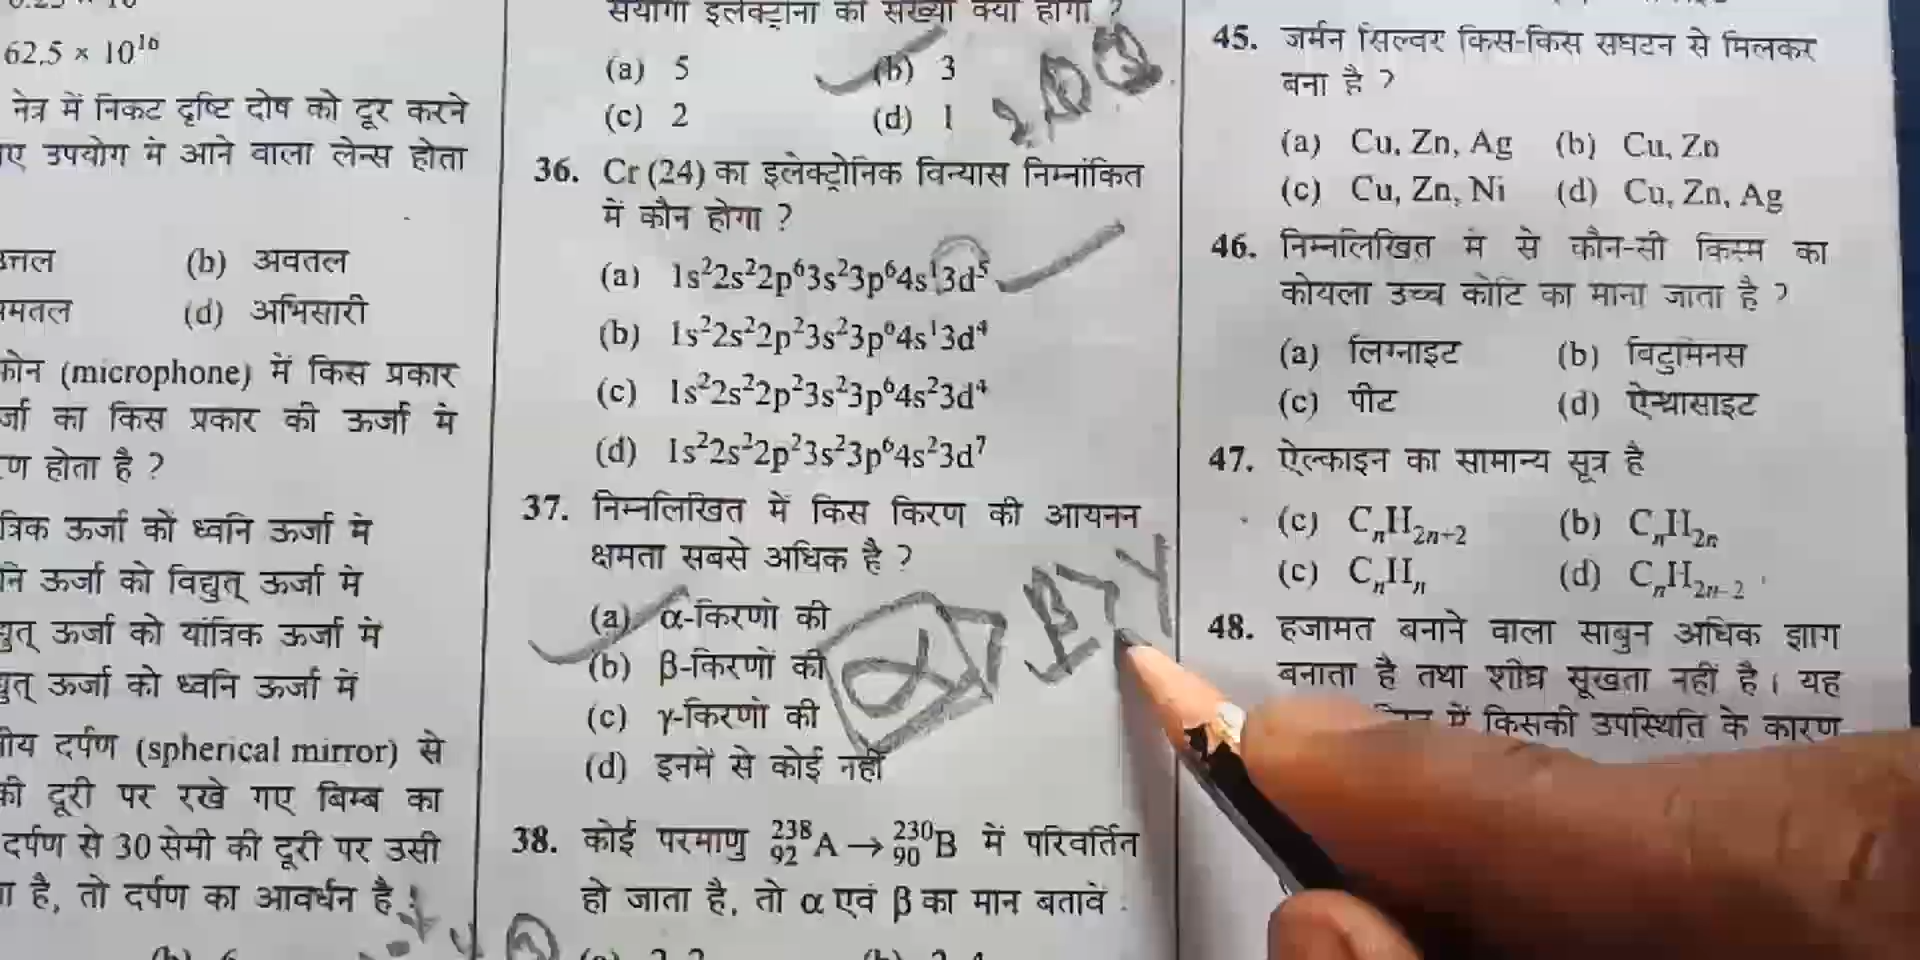 62.5 × 10¹⁶
नेत्र में निकट दृष्टि दोष को दूर करने
ए उपयोग में आने वाला लेन्स होता
(b) अवतल
(d) अभिसारी
फोन (microphone) में किस प्रकार
र्जा का किस प्रकार की ऊर्जा में
होता है ?
त्रिक ऊर्जा को ध्वनि ऊर्जा में
नि ऊर्जा को विद्युत् ऊर्जा में
द्युत् ऊर्जा को यांत्रिक ऊर्जा में
द्युत् ऊर्जा को ध्वनि ऊर्जा में
दर्पण (spherical mirror) से
की दूरी पर रखे गए बिम्ब का
दर्पण से 30 सेमी की दूरी पर उसी
है, तो दर्पण का आवर्धन है
संयोगी इलेक्ट्रॉनों की संख्या क्या होगी ?
(a) 5 (b) 3
(c) 2 (d) 1
36. Cr (24) का इलेक्ट्रोनिक विन्यास निम्नांकित
में कौन होगा ?
(a) 1s²2s²2p⁶3s²3p⁶4s¹3d⁵
(b) 1s²2s²2p²3s²3p⁶4s¹3d⁴
(c) 1s²2s²2p²3s²3p⁶4s²3d⁴
(d) 1s²2s²2p²3s²3p⁶4s²3d⁷
37. निम्नलिखित में किस किरण की आयनन
क्षमता सबसे अधिक है ?
(a) α-किरणों की
(b) β-किरणों की
(c) γ-किरणों की
(d) इनमें से कोई नहीं
α 7 β 7 γ
38. कोई परमाणु ²³⁸₉₂A → ²³⁰₉₀B में परिवर्तित
हो जाता है, तो α एवं β का मान बतावें :
45. जर्मन सिल्वर किस-किस संघटन से मिलकर
बना है ?
(a) Cu, Zn, Ag (b) Cu, Zn
(c) Cu, Zn, Ni (d) Cu, Zn, Ag
46. निम्नलिखित में से कौन-सी किस्म का
कोयला उच्च कोटि का माना जाता है ?
(a) लिग्नाइट (b) विटुमिनस
(c) पीट (d) ऐन्थ्रासाइट
47. ऐल्काइन का सामान्य सूत्र है
(c) CₙH₂ₙ₊₂ (b) CₙH₂ₙ
(c) CₙHₙ (d) CₙH₂ₙ₋₂
48. हजामत बनाने वाला साबुन अधिक झाग
बनाता है तथा शीघ्र सूखता नहीं है। यह
में किसकी उपस्थिति के कारण